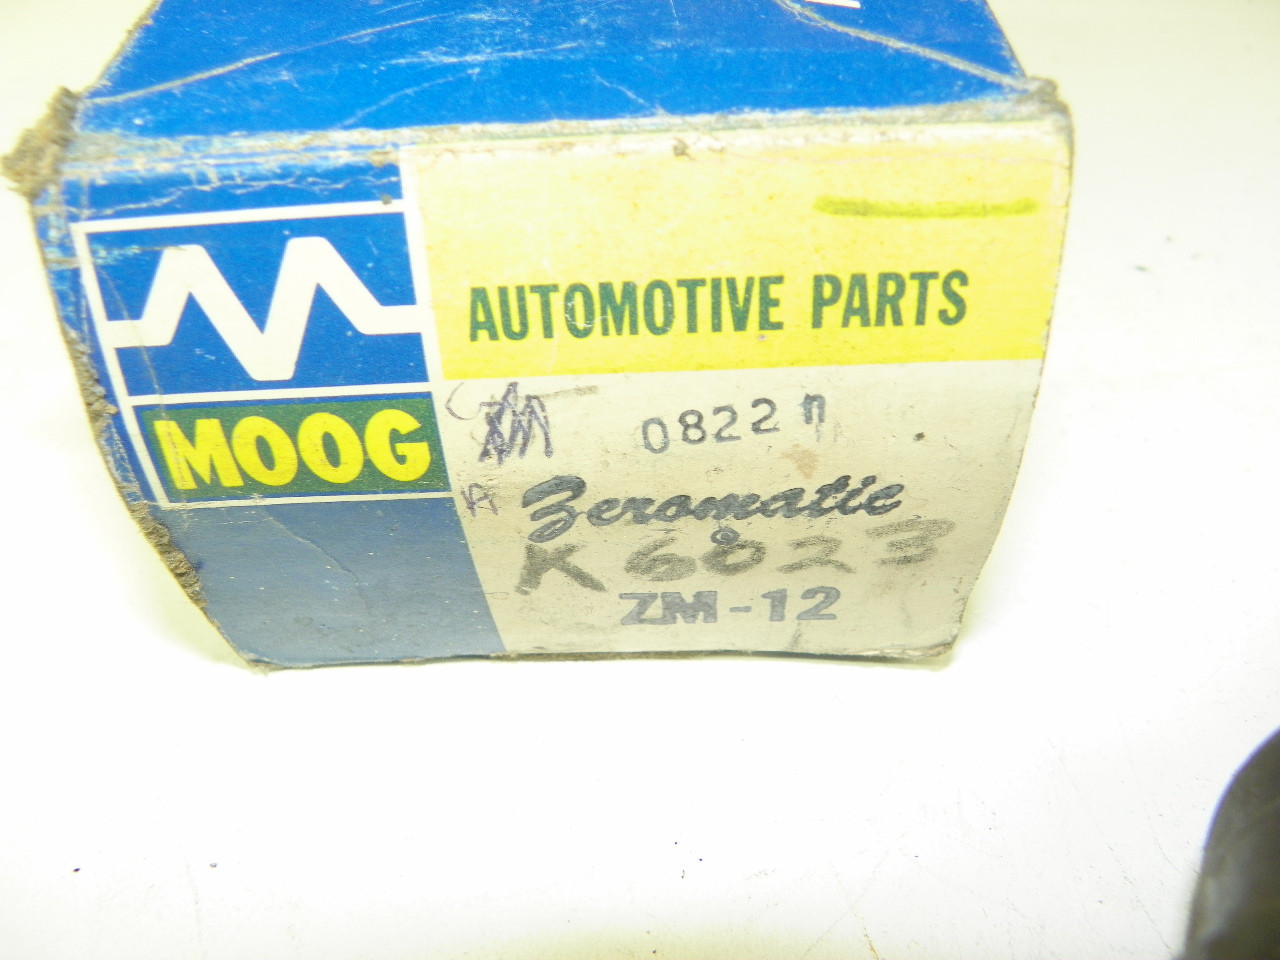 AUTOMOTIVE PARTS
MOOG
0822
Zeromatic
K6023
ZM-12